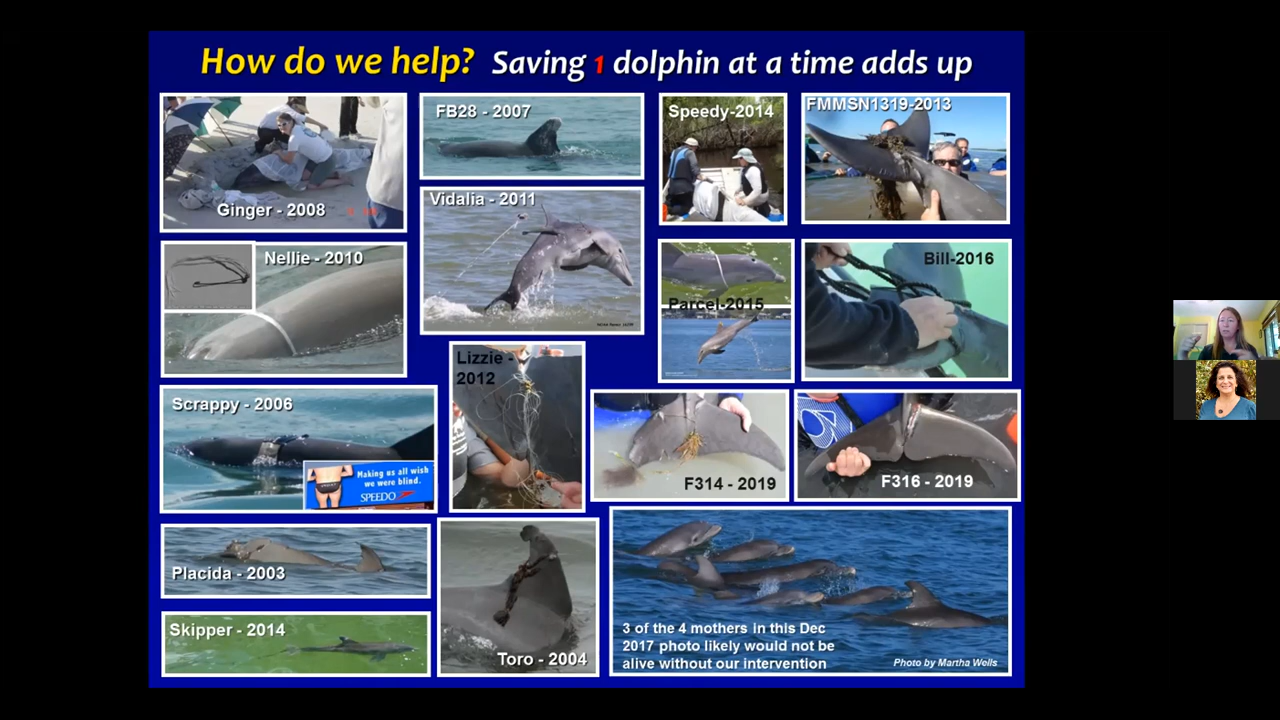 How do we help? Saving 1 dolphin at a time adds up
Ginger - 2008
FB28 - 2007
Speedy-2014
FMMSN1319-2013
Vidalia - 2011
Nellie - 2010
Parcel-2015
Bill-2016
Lizzie -
2012
Scrappy - 2006
Making us all wish
we were blind.
SPEEDO
F314 - 2019
F316 - 2019
Placida - 2003
Skipper - 2014
Toro - 2004
3 of the 4 mothers in this Dec
2017 photo likely would not be
alive without our intervention
Photo by Martha Wells